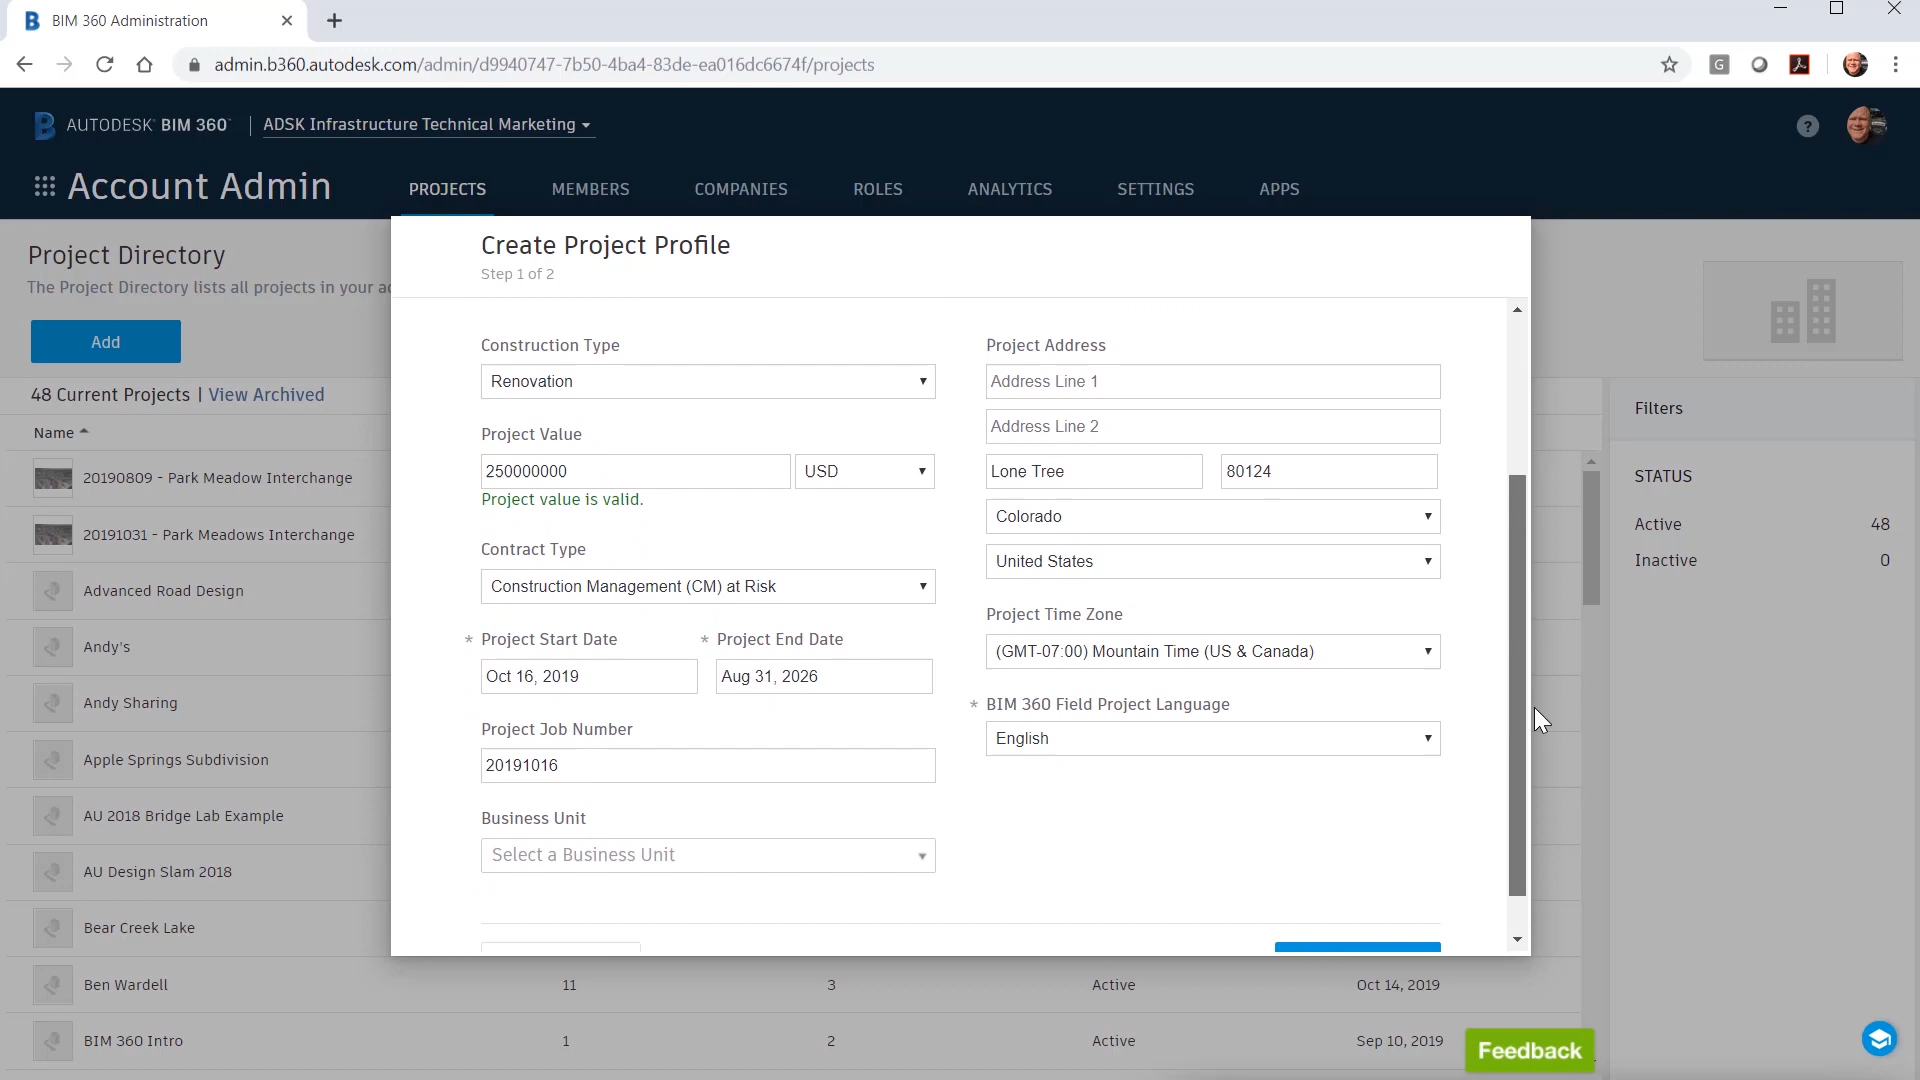 BIM 360 Administration
admin.b360.autodesk.com/admin/d9940747-7b50-4ba4-83de-ea016dc6674f/projects
G
AUTODESK® BIM 360™
ADSK Infrastructure Technical Marketing
?
Account Admin
PROJECTS
MEMBERS
COMPANIES
ROLES
ANALYTICS
SETTINGS
APPS
Project Directory
The Project Directory lists all projects in your
Add
48 Current Projects | View Archived
Name
20190809 - Park Meadow Interchange
20191031 - Park Meadows Interchange
Advanced Road Design
Andy's
Andy Sharing
Apple Springs Subdivision
AU 2018 Bridge Lab Example
AU Design Slam 2018
Bear Creek Lake
Ben Wardell 11 3 Active Oct 14, 2019
BIM 360 Intro 1 2 Active Sep 10, 2019
Create Project Profile
Step 1 of 2
Construction Type
Renovation
Project Value
250000000 USD
Project value is valid.
Contract Type
Construction Management (CM) at Risk
* Project Start Date * Project End Date
Oct 16, 2019 Aug 31, 2026
Project Job Number
20191016
Business Unit
Select a Business Unit
Project Address
Address Line 1
Address Line 2
Lone Tree 80124
Colorado
United States
Project Time Zone
(GMT-07:00) Mountain Time (US & Canada)
* BIM 360 Field Project Language
English
Filters
STATUS
Active 48
Inactive 0
Feedback